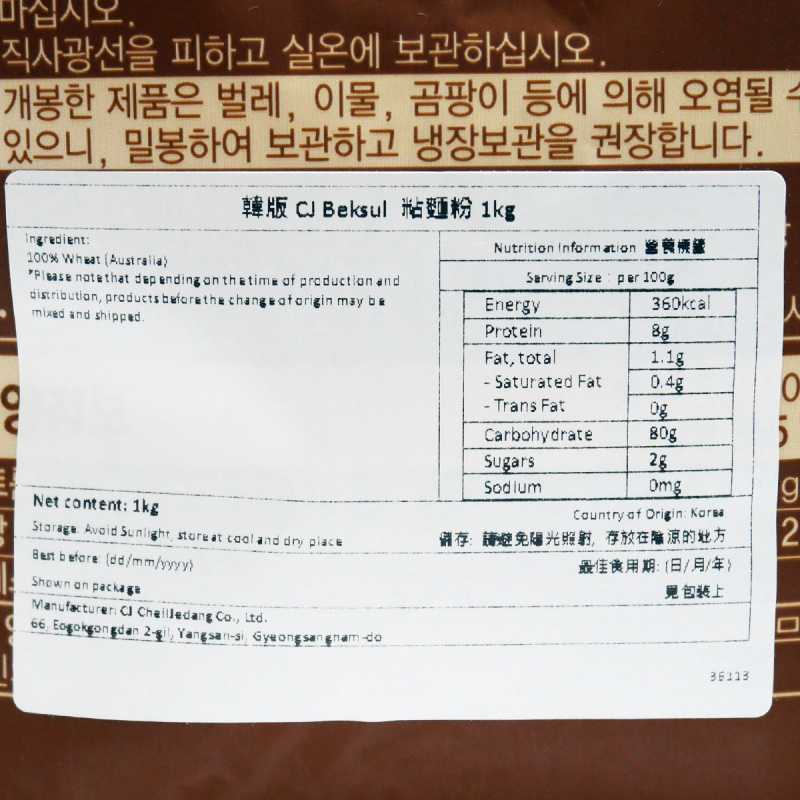 마십시오.
직사광선을 피하고 실온에 보관하십시오.
개봉한 제품은 벌레, 이물, 곰팡이 등에 의해 오염될 수
있으니, 밀봉하여 보관하고 냉장보관을 권장합니다.
韓版 CJ Beksul 粘麵粉 1kg
Ingredient:
100% Wheat (Australia)
*Please note that depending on the time of production and
distribution, products before the change of origin may be
mixed and shipped.
Nutrition Information 營養標籤
Serving Size : per 100g
Energy 360kcal
Protein 8g
Fat, total 1.1g
- Saturated Fat 0.4g
- Trans Fat 0g
Carbohydrate 80g
Sugars 2g
Sodium 0mg
Net content: 1kg
Country of Origin: Korea
Storage: Avoid Sunlight, store at cool and dry place
儲存: 請避免陽光照射, 存放在陰涼的地方
Best before: (dd/mm/yyyy)
最佳食用期: (日/月/年)
Shown on package
見包裝上
Manufacturer: CJ CheilJedang Co., Ltd.
66, Eogokgongdan 2-gil, Yangsan-si, Gyeongsangnam-do
36113